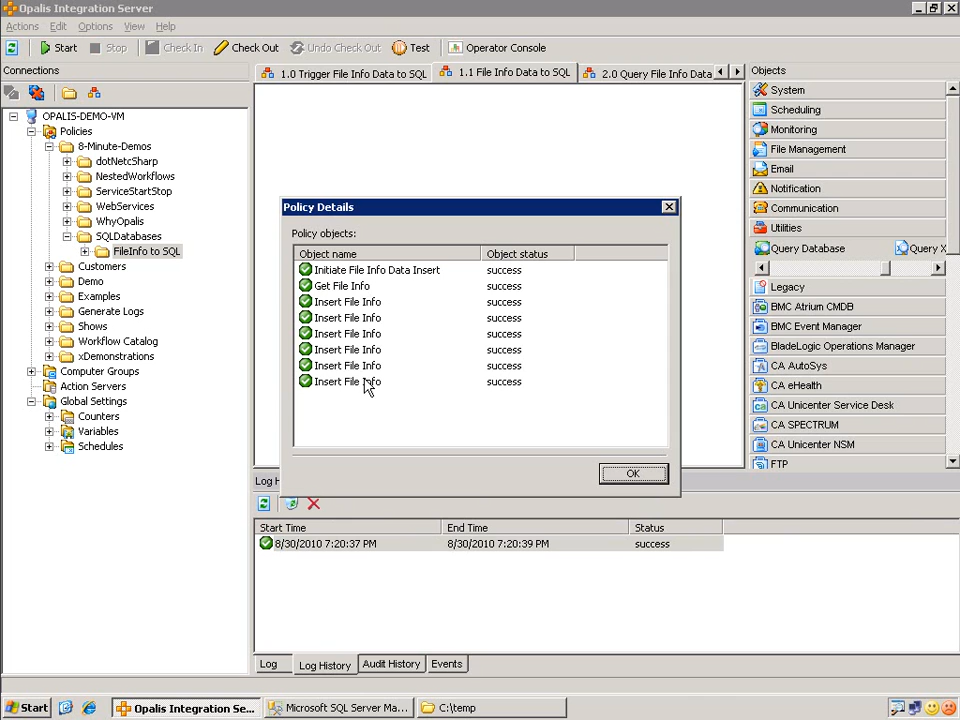 Opalis Integration Server
Actions Edit Options View Help
Start Stop Check In Check Out Undo Check Out Test Operator Console
Connections
OPALIS-DEMO-VM
Policies
8-Minute-Demos
dotNetcSharp
NestedWorkflows
ServiceStartStop
WebServices
WhyOpalis
SQLDatabases
FileInfo to SQL
Customers
Demo
Examples
Generate Logs
Shows
Workflow Catalog
xDemonstrations
Computer Groups
Action Servers
Global Settings
Counters
Variables
Schedules
1.0 Trigger File Info Data to SQL 1.1 File Info Data to SQL 2.0 Query File Info Data
Policy Details
Policy objects:
Object name Object status
Initiate File Info Data Insert success
Get File Info success
Insert File Info success
Insert File Info success
Insert File Info success
Insert File Info success
Insert File Info success
Insert File Info success
OK
Log H
Start Time End Time Status
8/30/2010 7:20:37 PM 8/30/2010 7:20:39 PM success
Log Log History Audit History Events
Objects
System
Scheduling
Monitoring
File Management
Email
Notification
Communication
Utilities
Query Database Query X
Legacy
BMC Atrium CMDB
BMC Event Manager
BladeLogic Operations Manager
CA AutoSys
CA eHealth
CA Unicenter Service Desk
CA SPECTRUM
CA Unicenter NSM
FTP
Start Opalis Integration Se... Microsoft SQL Server Ma... C:\temp